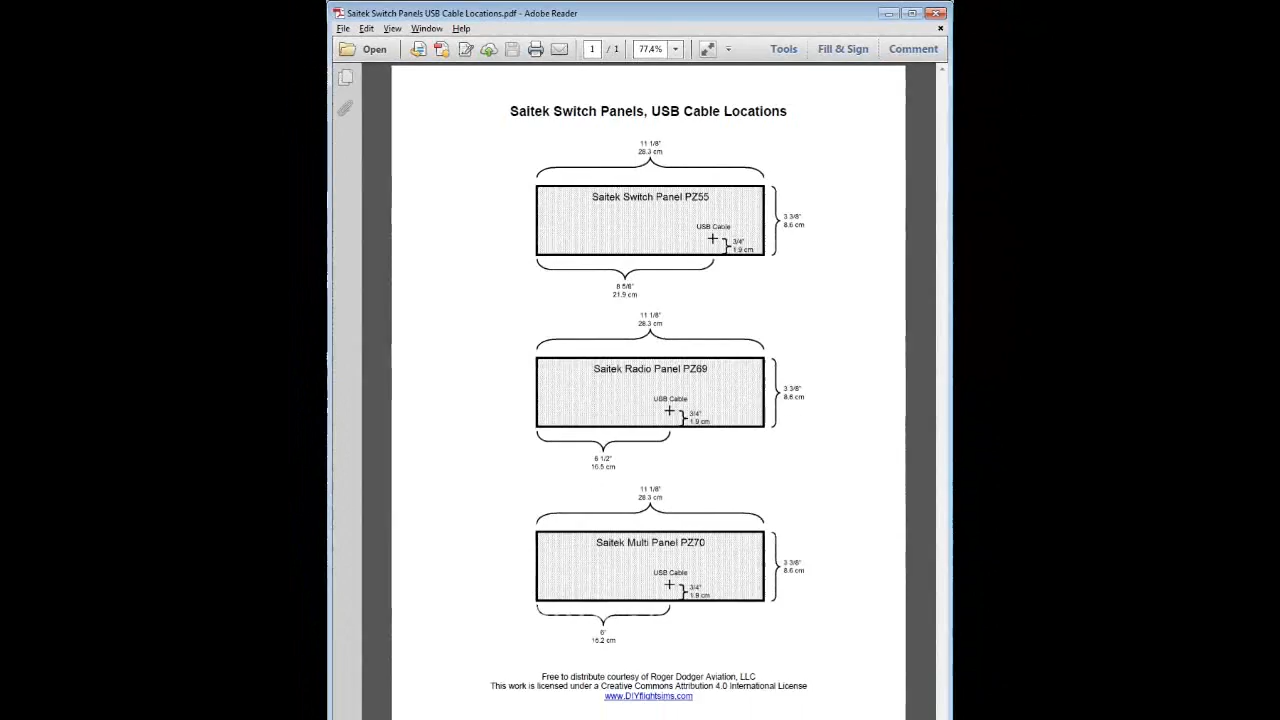 Saitek Switch Panels USB Cable Locations.pdf - Adobe Reader
File Edit View Window Help
Open 1 / 1 77.4% Tools Fill & Sign Comment
Saitek Switch Panels, USB Cable Locations
11 1/8"
28.3 cm
Saitek Switch Panel PZ55
USB Cable
3/4"
1.9 cm
3 3/8"
8.6 cm
8 5/8"
21.9 cm
11 1/8"
28.3 cm
Saitek Radio Panel PZ69
USB Cable
3/4"
1.9 cm
3 3/8"
8.6 cm
6 1/2"
16.5 cm
11 1/8"
28.3 cm
Saitek Multi Panel PZ70
USB Cable
3/4"
1.9 cm
3 3/8"
8.6 cm
6"
15.2 cm
Free to distribute courtesy of Roger Dodger Aviation, LLC
This work is licensed under a Creative Commons Attribution 4.0 International License
www.DIYflightsims.com